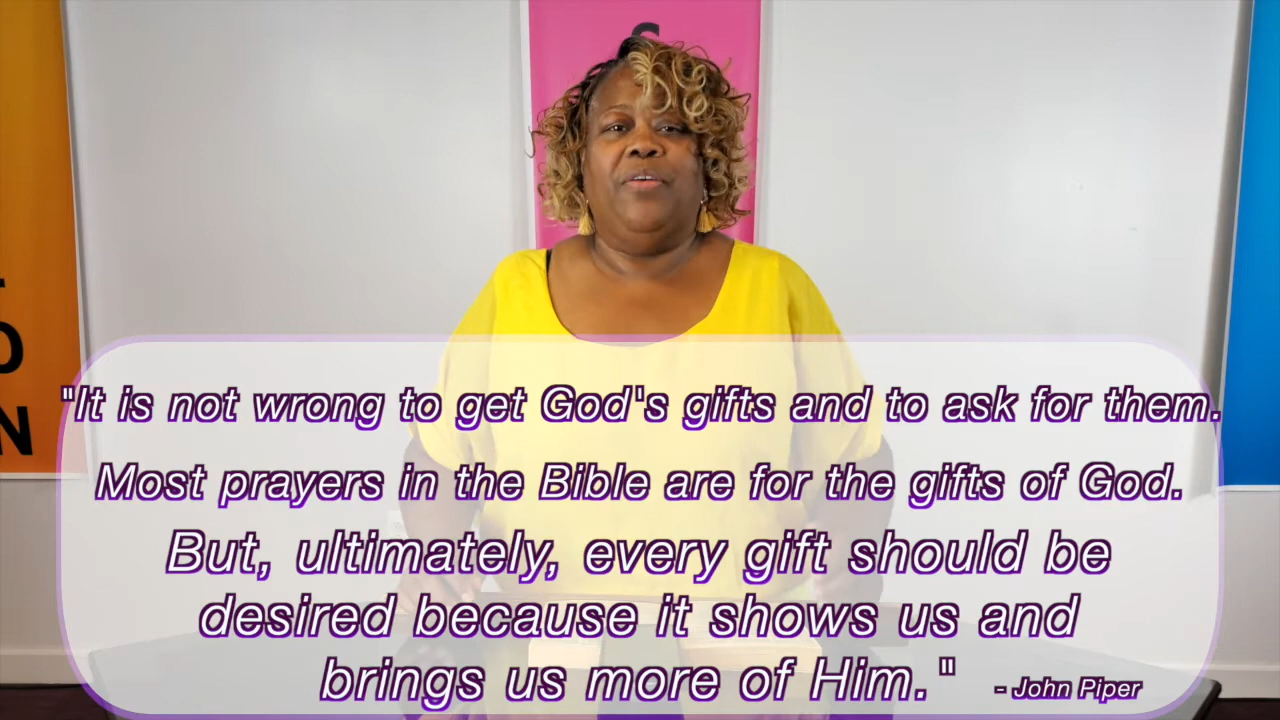 S
O
N
"It is not wrong to get God's gifts and to ask for them.
Most prayers in the Bible are for the gifts of God.
But, ultimately, every gift should be
desired because it shows us and
brings us more of Him."
- John Piper